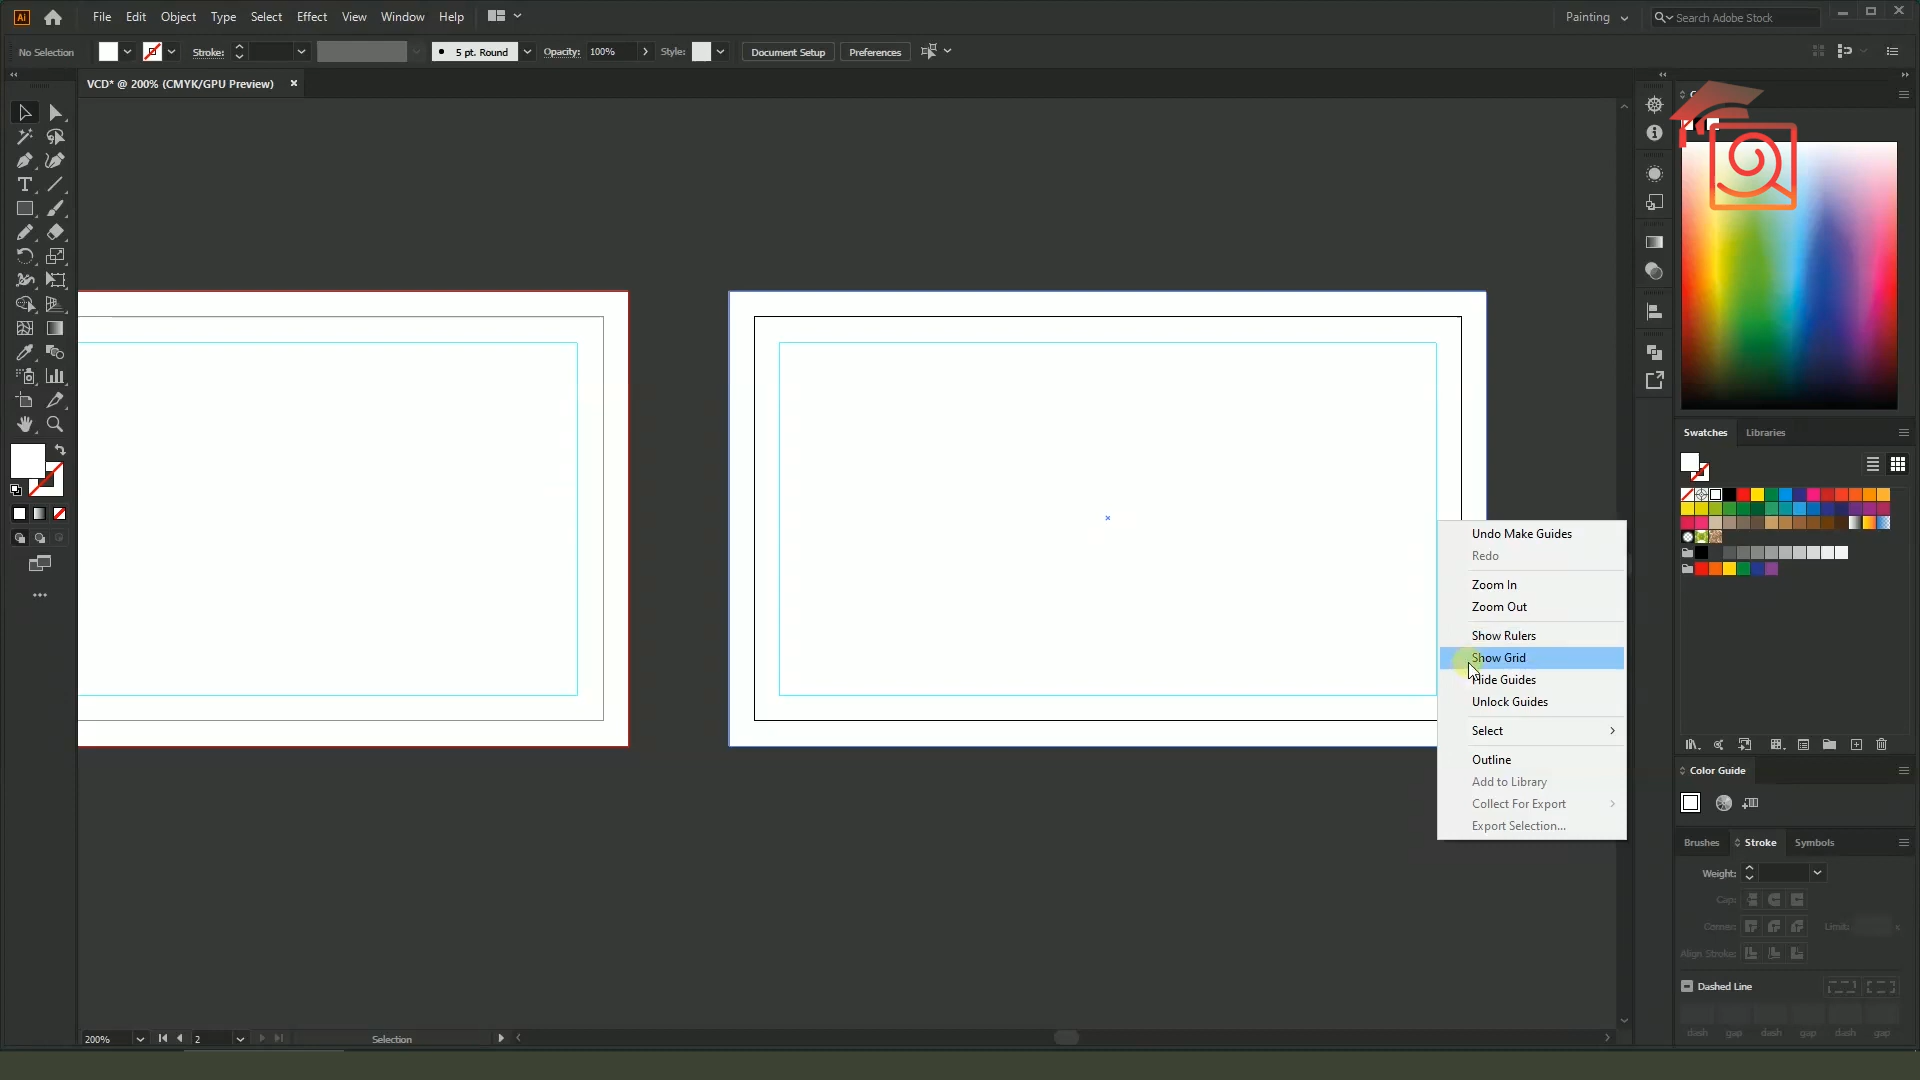 Ai File Edit Object Type Select Effect View Window Help Painting Search Adobe Stock
No Selection Stroke: 5 pt. Round Opacity: 100% Style: Document Setup Preferences
VCD* @ 200% (CMYK/GPU Preview)
Swatches Libraries
Undo Make Guides
Redo
Zoom In
Zoom Out
Show Rulers
Show Grid
Hide Guides
Unlock Guides
Select
Outline
Add to Library
Collect For Export
Export Selection...
Color Guide
Brushes Stroke Symbols
Weight:
Cap:
Corner: Limit:
Align Stroke:
Dashed Line
dash gap dash gap dash gap
200% 2 Selection